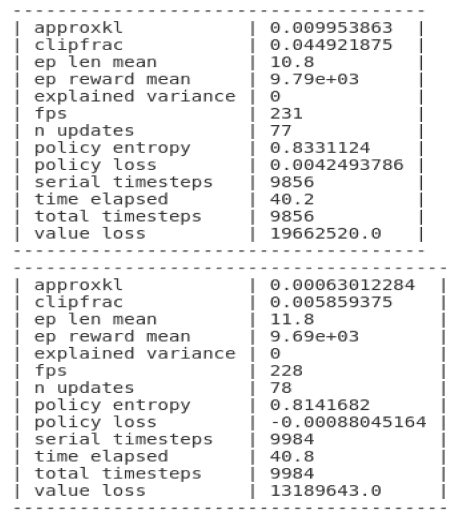 ------------------------------------
| approxkl           | 0.009953863  |
| clipfrac           | 0.044921875  |
| ep len mean        | 10.8         |
| ep reward mean     | 9.79e+03     |
| explained variance | 0            |
| fps                | 231          |
| n updates          | 77           |
| policy entropy     | 0.8331124    |
| policy loss        | 0.0042493786 |
| serial timesteps   | 9856         |
| time elapsed       | 40.2         |
| total timesteps    | 9856         |
| value loss         | 19662520.0   |
------------------------------------
--------------------------------------
| approxkl           | 0.00063012284  |
| clipfrac           | 0.005859375    |
| ep len mean        | 11.8           |
| ep reward mean     | 9.69e+03       |
| explained variance | 0              |
| fps                | 228            |
| n updates          | 78             |
| policy entropy     | 0.8141682      |
| policy loss        | -0.00088045164 |
| serial timesteps   | 9984           |
| time elapsed       | 40.8           |
| total timesteps    | 9984           |
| value loss         | 13189643.0     |
--------------------------------------